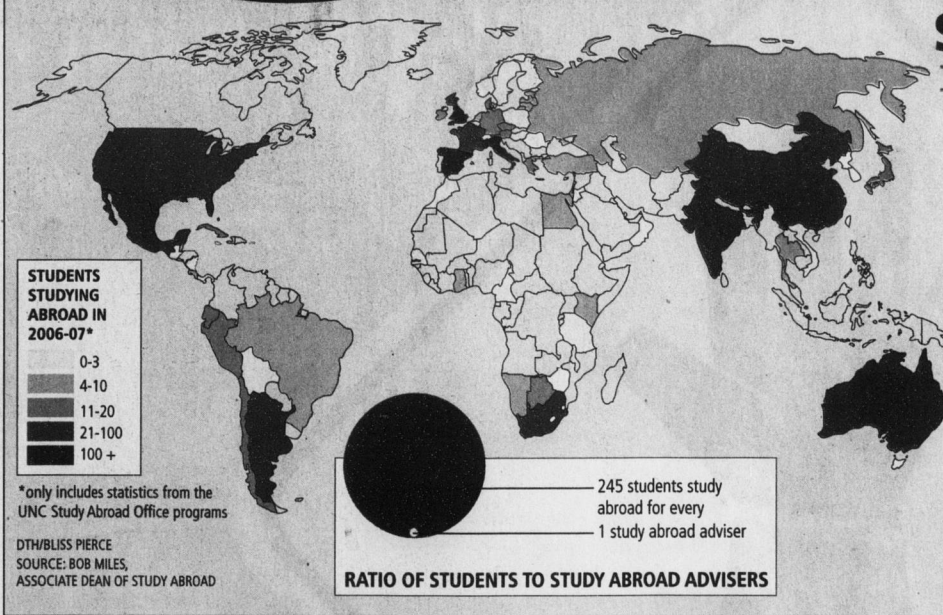 STUDENTS
STUDYING
ABROAD IN
2006-07*
0-3
4-10
11-20
21-100
100 +
*only includes statistics from the
UNC Study Abroad Office programs
DTH/BLISS PIERCE
SOURCE: BOB MILES,
ASSOCIATE DEAN OF STUDY ABROAD
245 students study
abroad for every
1 study abroad adviser
RATIO OF STUDENTS TO STUDY ABROAD ADVISERS